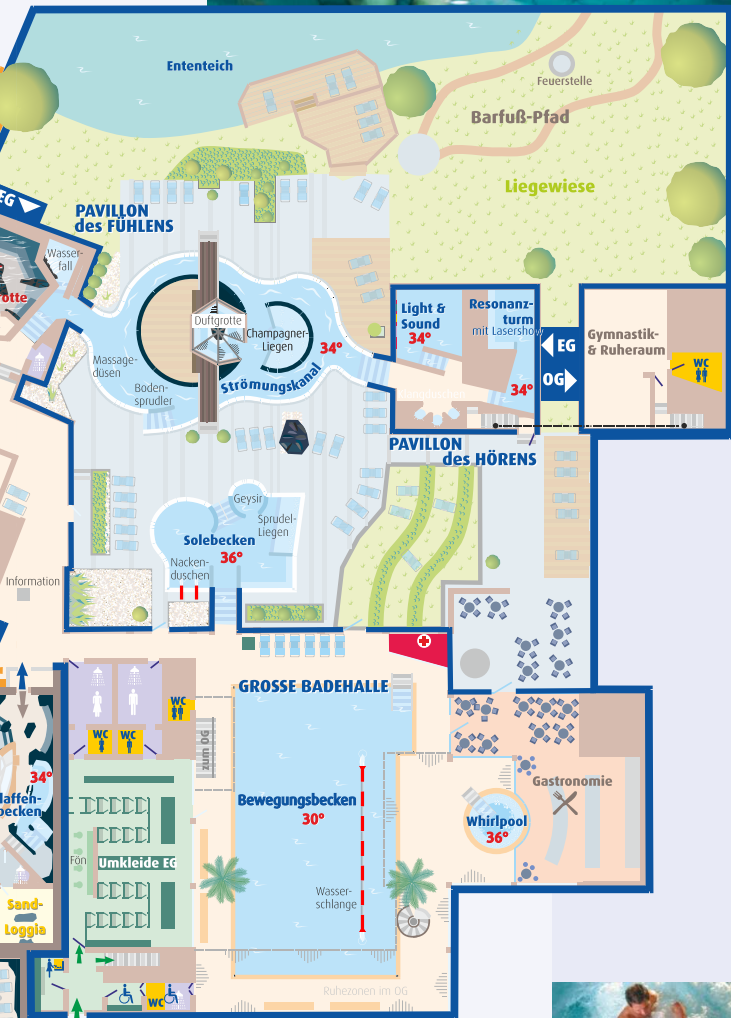 Ententeich
Feuerstelle
Barfuß-Pfad
Liegewiese
EG
PAVILLON
des FÜHLENS
Wasser-
fall
otte
Duftgrotte
Champagner-
Liegen
34°
Strömungskanal
Massage-
düsen
Boden-
sprudler
Light &
Sound
34°
Resonanz-
turm
mit Lasershow
34°
EG
OG
Gymnastik-
& Ruheraum
WC
PAVILLON
des HÖRENS
Geysir
Sprudel-
Liegen
Solebecken
36°
Nacken-
duschen
Information
GROSSE BADEHALLE
WC
WC
WC
zum OG
34°
laffen-
becken
Bewegungsbecken
30°
Gastronomie
Whirlpool
36°
Fön
Umkleide EG
Wasser-
schlange
Sand-
Loggia
WC
Ruhezonen im OG